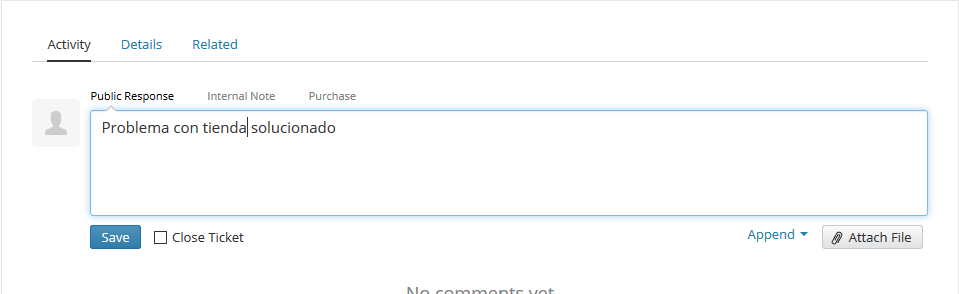 Activity Details Related
Public Response Internal Note Purchase
Problema con tienda solucionado
Save Close Ticket Append Attach File
No comments yet